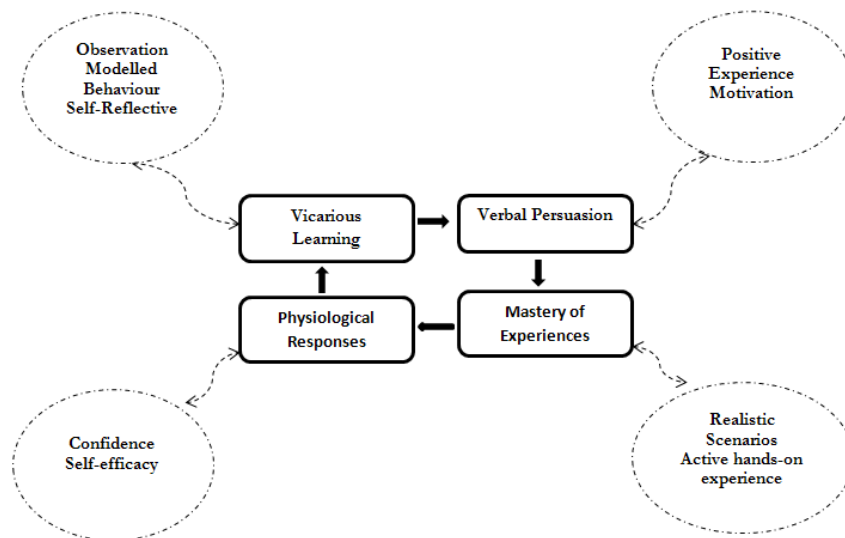 Observation
Modelled
Behaviour
Self-Reflective
Positive
Experience
Motivation
Vicarious
Learning
Verbal Persuasion
Physiological
Responses
Mastery of
Experiences
Confidence
Self-efficacy
Realistic
Scenarios
Active hands-on
experience